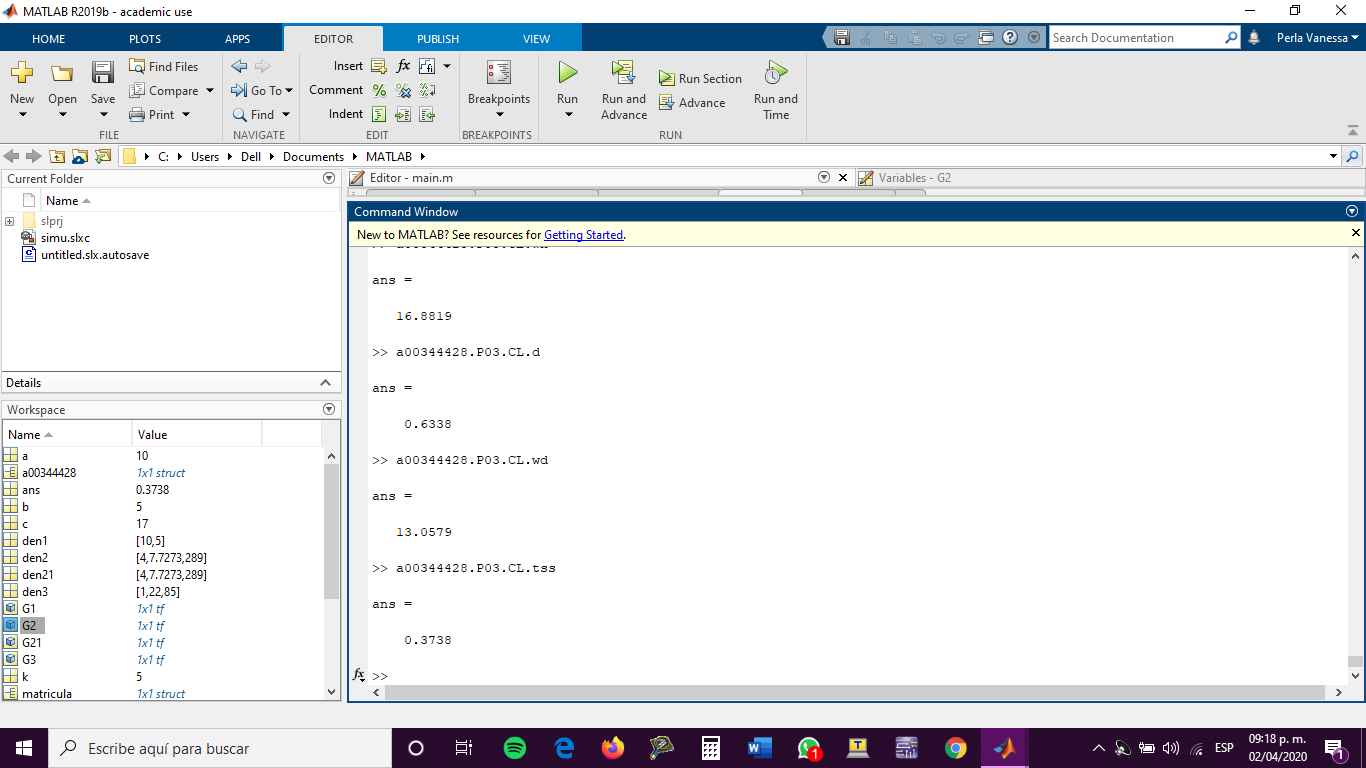 MATLAB R2019b - academic use
HOME PLOTS APPS EDITOR PUBLISH VIEW
Search Documentation
Perla Vanessa
New Open Save
Find Files
Compare
Print
FILE
Go To
Find
NAVIGATE
Insert fx
Comment
Indent
EDIT
Breakpoints
BREAKPOINTS
Run
Run and Advance
Run Section
Advance
Run and Time
RUN
C: Users Dell Documents MATLAB
Current Folder
Name
slprj
simu.slxc
untitled.slx.autosave
Details
Workspace
Name Value
a 10
a00344428 1x1 struct
ans 0.3738
b 5
c 17
den1 [10,5]
den2 [4,7.7273,289]
den21 [4,7.7273,289]
den3 [1,22,85]
G1 1x1 tf
G2 1x1 tf
G21 1x1 tf
G3 1x1 tf
k 5
matricula 1x1 struct
Editor - main.m
Variables - G2
Command Window
New to MATLAB? See resources for Getting Started.
ans =
16.8819
>> a00344428.P03.CL.d
ans =
0.6338
>> a00344428.P03.CL.wd
ans =
13.0579
>> a00344428.P03.CL.tss
ans =
0.3738
fx >>
Escribe aquí para buscar
1
ESP
09:18 p. m.
02/04/2020
1